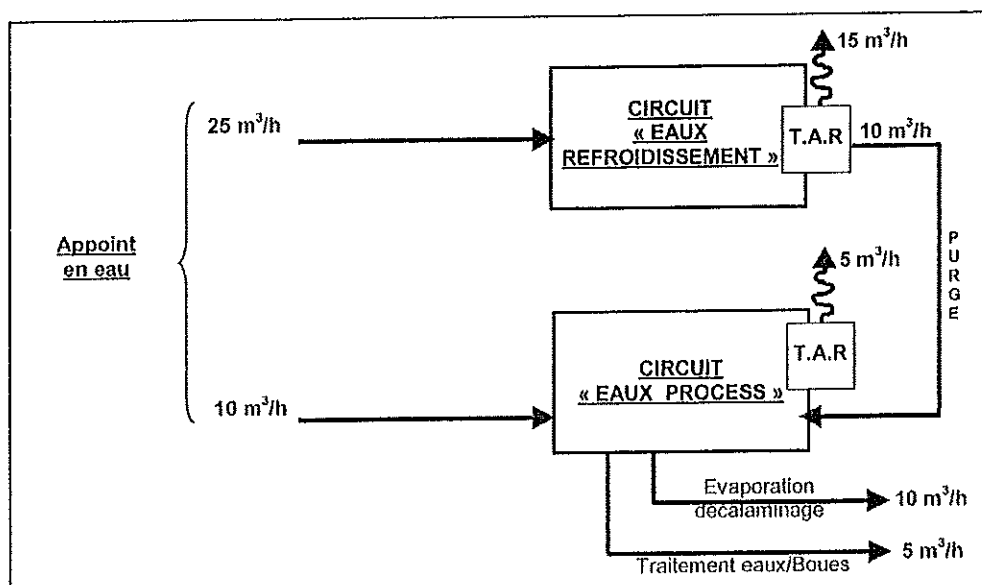 15 m³/h
25 m³/h
CIRCUIT
« EAUX
REFROIDISSEMENT »
T.A.R
10 m³/h
Appoint
en eau
PURGE
5 m³/h
T.A.R
CIRCUIT
« EAUX PROCESS »
10 m³/h
Evaporation
décalaminage
10 m³/h
Traitement eaux/Boues
5 m³/h